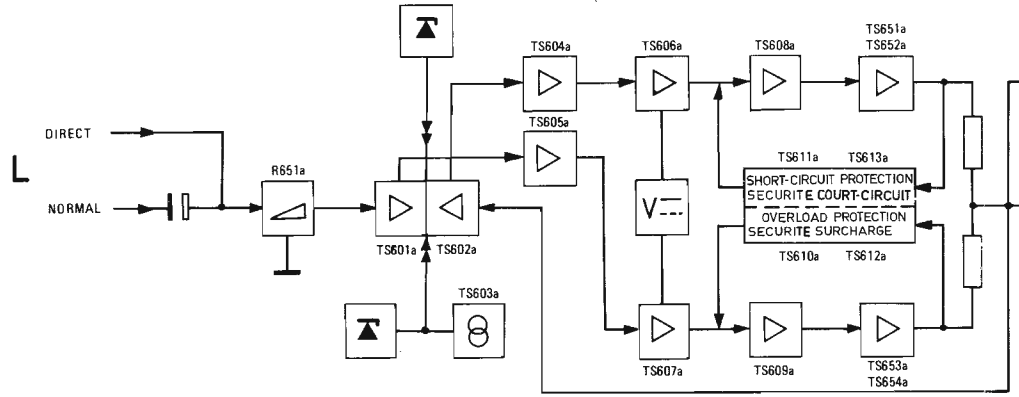 TS651a
TS652a
TS604a
TS606a
TS608a
TS605a
DIRECT
L
R651a
NORMAL
TS611a TS613a
SHORT-CIRCUIT PROTECTION
SECURITE COURT-CIRCUIT
OVERLOAD PROTECTION
SECURITE SURCHARGE
TS610a TS612a
V
TS601a TS602a
TS603a
TS607a
TS609a
TS653a
TS654a